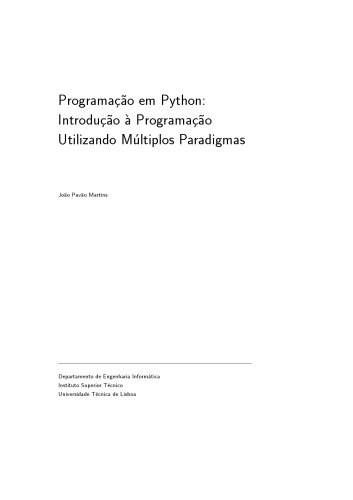 Programação em Python:
Introdução à Programação
Utilizando Múltiplos Paradigmas
João Pavão Martins
Departamento de Engenharia Informática
Instituto Superior Técnico
Universidade Técnica de Lisboa